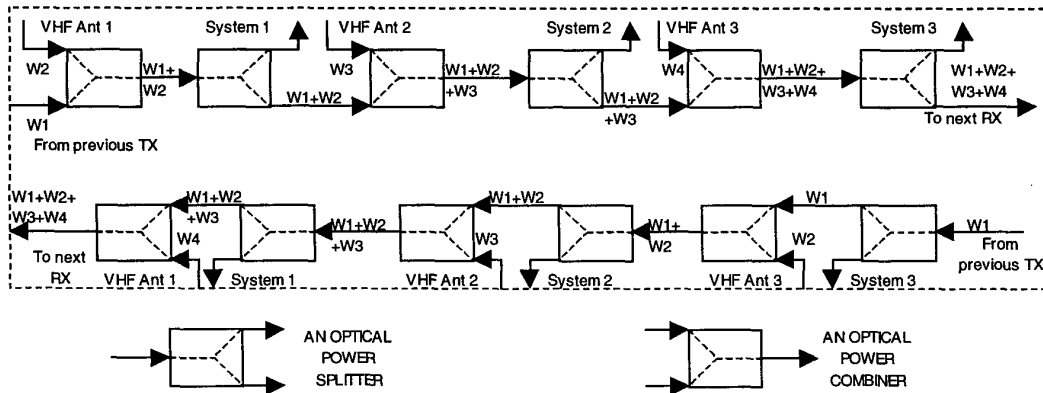 VHF Ant 1
System 1
VHF Ant 2
System 2
VHF Ant 3
System 3
W2
W1+
W2
W3
W1+W2
+W3
W4
W1+W2+
W3+W4
W1+W2+
W3+W4
W1+W2
W1+W2
+W3
W1
From previous TX
To next RX
W1+W2+
W3+W4
W1+W2
+W3
W1+W2
+W3
W1+W2
W1+
W2
W1
W1
W4
W3
W2
To next
RX
From
previous TX
VHF Ant 1
System 1
VHF Ant 2
System 2
VHF Ant 3
System 3
AN OPTICAL
POWER
SPLITTER
AN OPTICAL
POWER
COMBINER